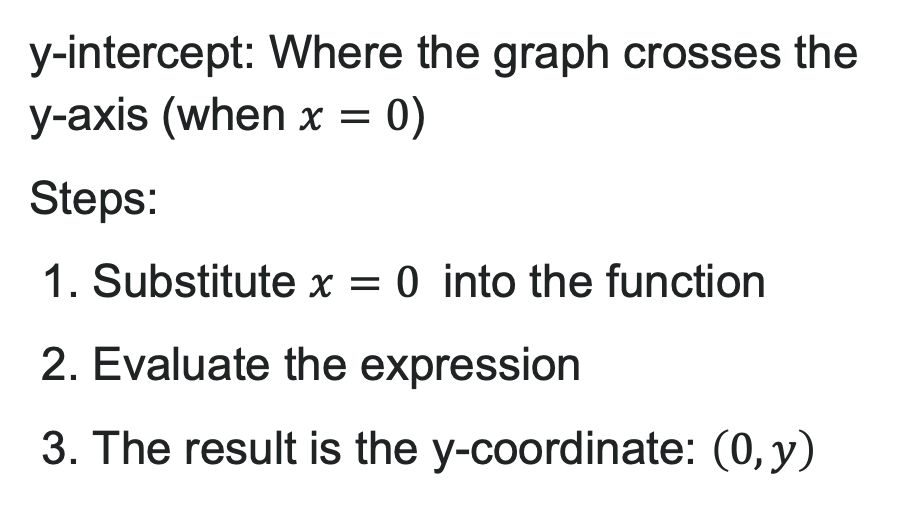 y-intercept: Where the graph crosses the
y-axis (when x = 0)
Steps:
1. Substitute x = 0 into the function
2. Evaluate the expression
3. The result is the y-coordinate: (0, y)